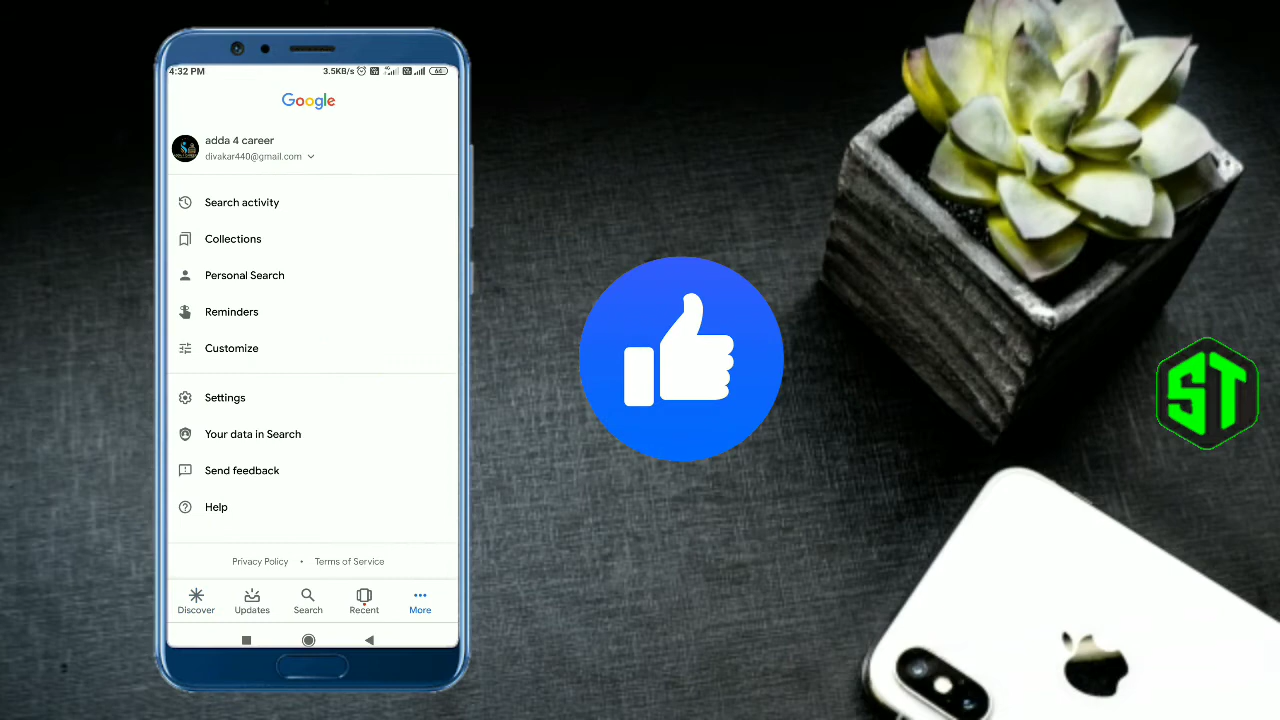 4:32 PM 3.5KB/s 64
Google
adda 4 career
divakar440@gmail.com
Search activity
Collections
Personal Search
Reminders
Customize
Settings
Your data in Search
Send feedback
Help
Privacy Policy • Terms of Service
Discover Updates Search Recent More
ST